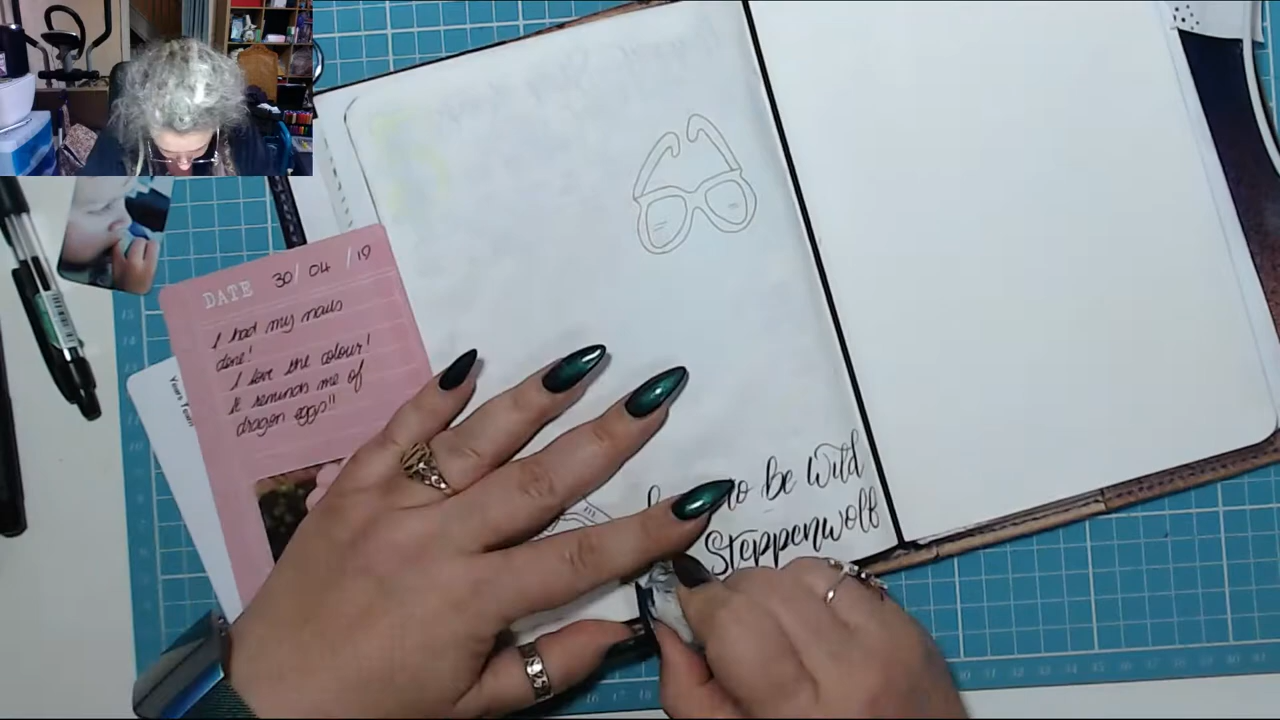 DATE 30/04/19
I had my nails
done!
I love the colour!
It reminds me of
dragon eggs!!
Yours
to be Wild
Steppenwolf